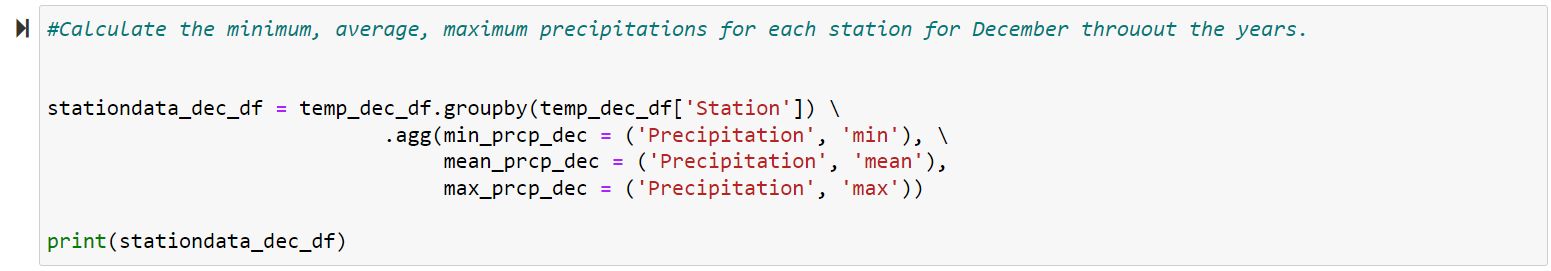 #Calculate the minimum, average, maximum precipitations for each station for December throuout the years.
stationdata_dec_df = temp_dec_df.groupby(temp_dec_df['Station']) \
.agg(min_prcp_dec = ('Precipitation', 'min'), \
mean_prcp_dec = ('Precipitation', 'mean'),
max_prcp_dec = ('Precipitation', 'max'))
print(stationdata_dec_df)